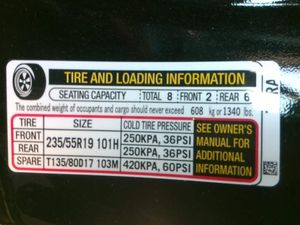 TIRE AND LOADING INFORMATION
SEATING CAPACITY TOTAL 8 FRONT 2 REAR 6
The combined weight of occupants and cargo should never exceed 608 kg or 1340 lbs.
TIRE SIZE COLD TIRE PRESSURE
FRONT 235/55R19 101H 250KPA, 36PSI
REAR 250KPA, 36PSI
SPARE T135/80D17 103M 420KPA, 60PSI
SEE OWNER'S
MANUAL FOR
ADDITIONAL
INFORMATION